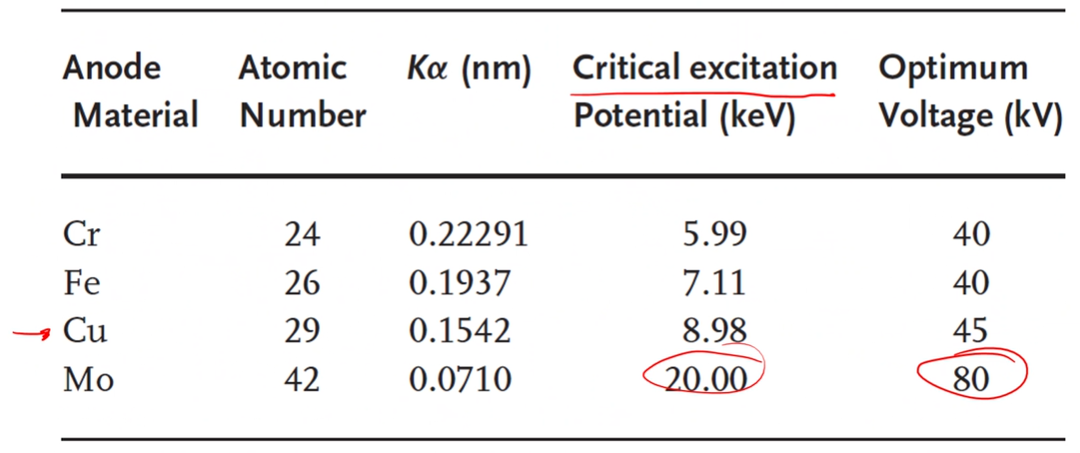 Anode Atomic Kα (nm) Critical excitation Optimum
Material Number Potential (keV) Voltage (kV)
Cr 24 0.22291 5.99 40
Fe 26 0.1937 7.11 40
Cu 29 0.1542 8.98 45
Mo 42 0.0710 20.00 80